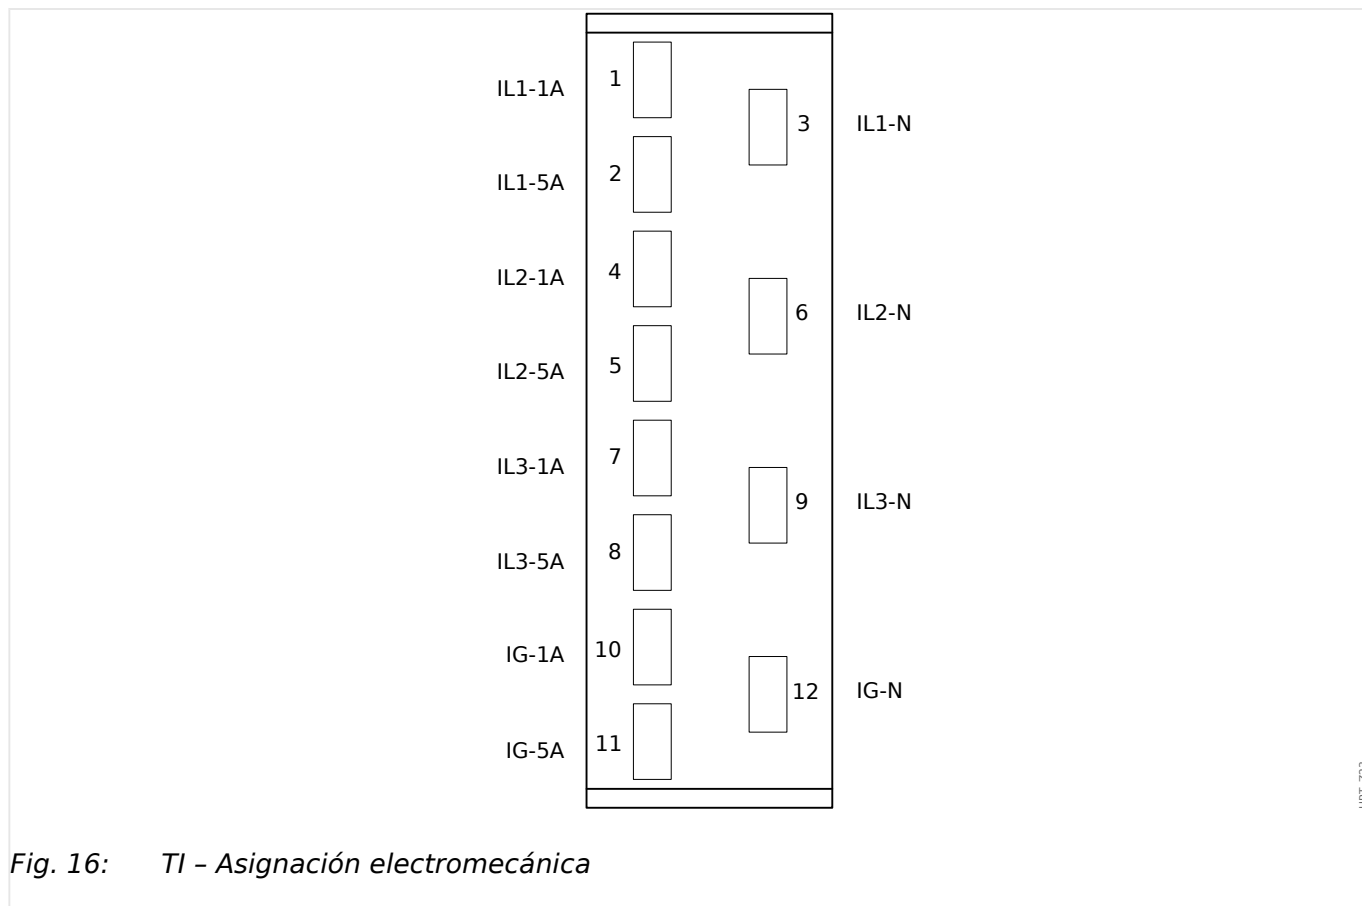 IL1-1A 1
3 IL1-N
IL1-5A 2
IL2-1A 4
6 IL2-N
IL2-5A 5
IL3-1A 7
9 IL3-N
IL3-5A 8
IG-1A 10
12 IG-N
IG-5A 11
Fig. 16: TI – Asignación electromecánica